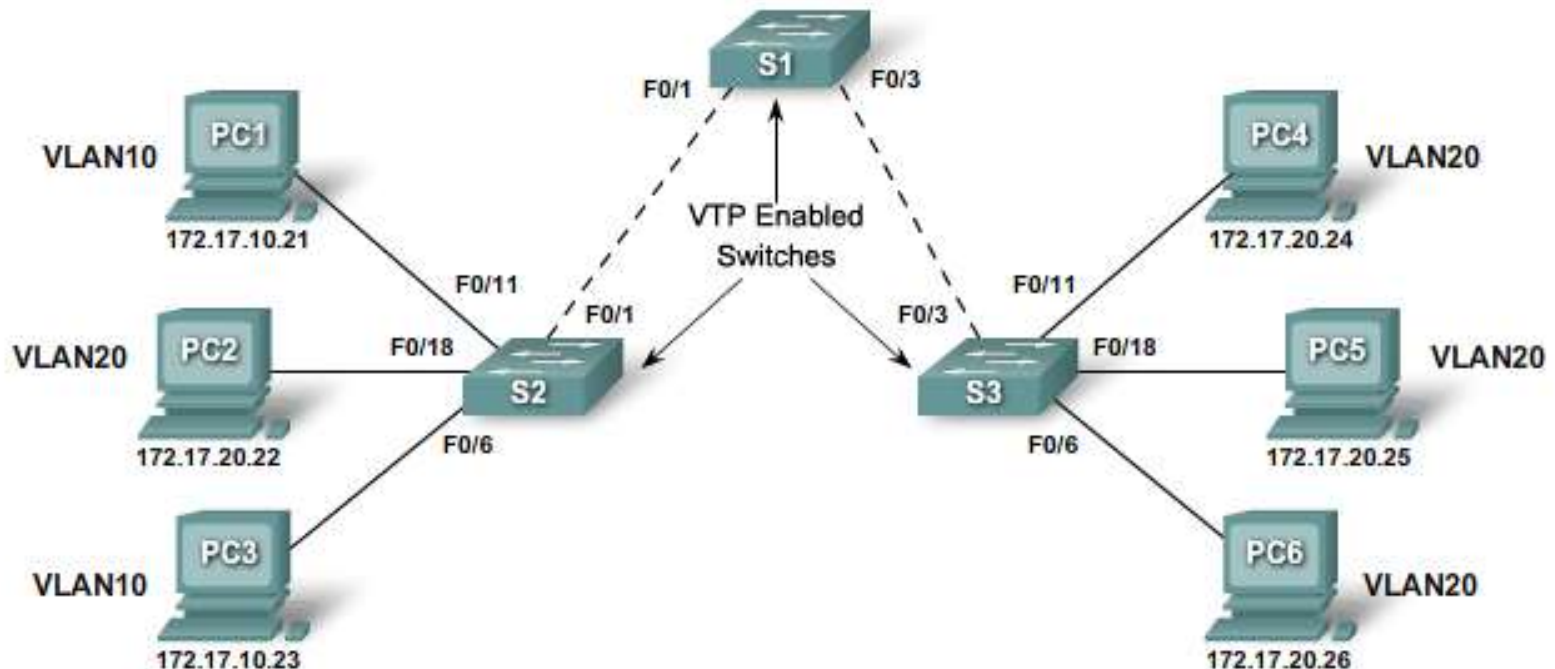 S1
F0/1
F0/3
PC1
VLAN10
172.17.10.21
PC4
VLAN20
172.17.20.24
VTP Enabled
Switches
F0/11
F0/1
F0/3
F0/11
PC2
VLAN20
172.17.20.22
F0/18
S2
F0/6
S3
F0/18
F0/6
PC5
VLAN20
172.17.20.25
PC3
VLAN10
172.17.10.23
PC6
VLAN20
172.17.20.26